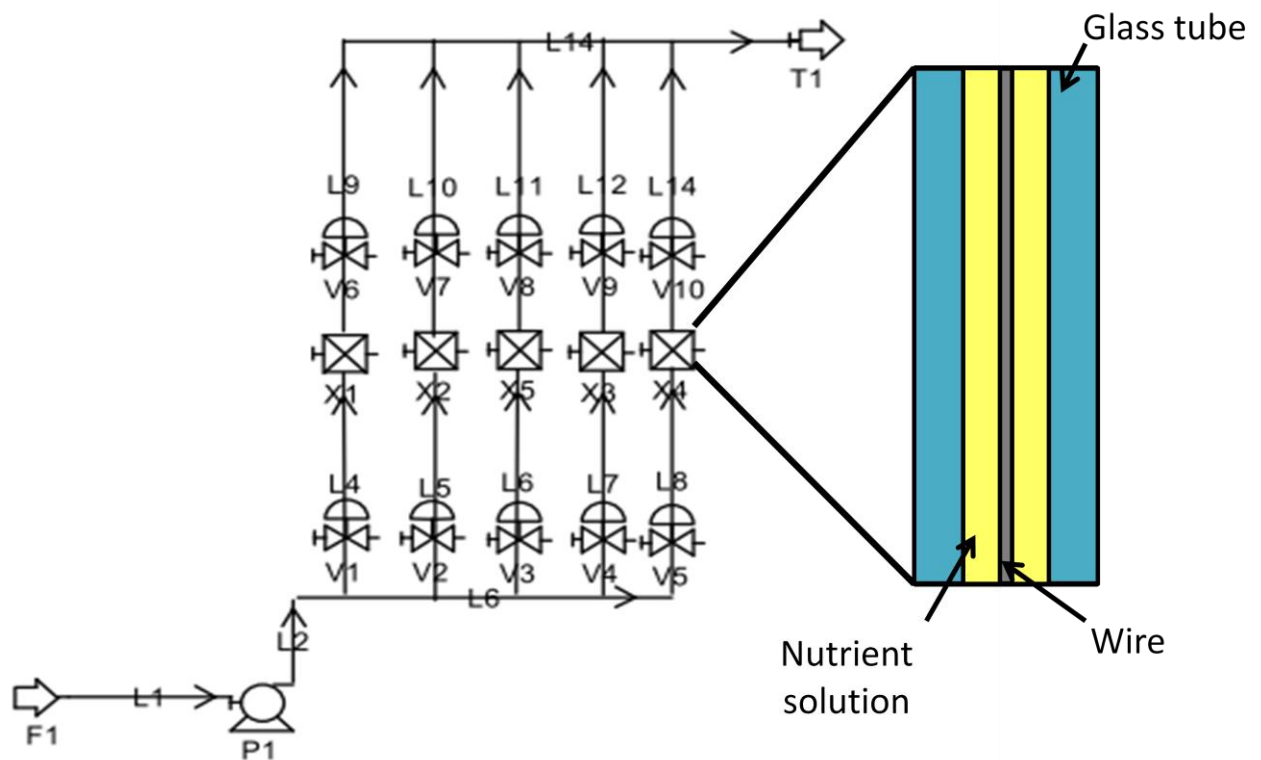 Glass tube
L14
T1
L9
L10
L11
L12
L14
V6
V7
V8
V9
V10
X1
X2
X5
X3
X4
L4
L5
L6
L7
L8
V1
V2
V3
V4
V5
L6
L2
L1
F1
P1
Nutrient
solution
Wire